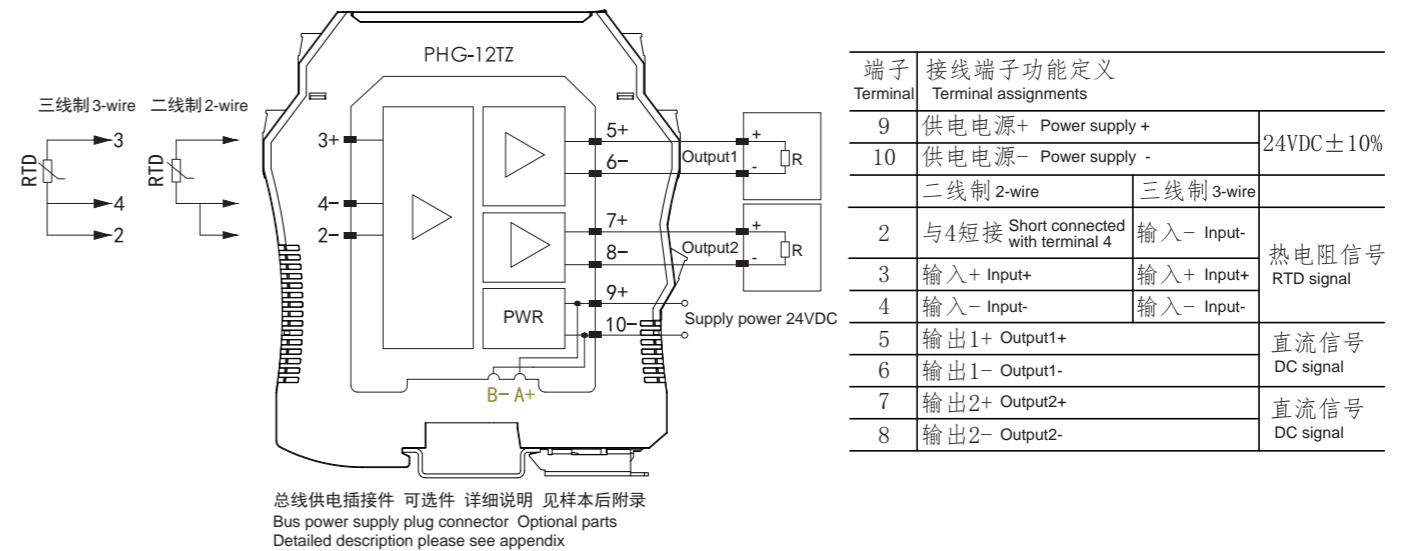 PHG-12TZ
三线制 3-wire 二线制 2-wire
RTD
3
4
2
RTD
3+
4-
2-
5+
6-
7+
8-
9+
10-
PWR
B- A+
Output1
+
-
R
Output2
+
-
R
Supply power 24VDC
总线供电插接件 可选件 详细说明 见样本后附录
Bus power supply plug connector Optional parts
Detailed description please see appendix
端子 接线端子功能定义
Terminal Terminal assignments
9 供电电源+ Power supply + 24VDC±10%
10 供电电源- Power supply -
二线制 2-wire 三线制 3-wire
2 与4短接 Short connected with terminal 4 输入- Input- 热电阻信号 RTD signal
3 输入+ Input+ 输入+ Input+
4 输入- Input- 输入- Input-
5 输出1+ Output1+ 直流信号 DC signal
6 输出1- Output1-
7 输出2+ Output2+ 直流信号 DC signal
8 输出2- Output2-